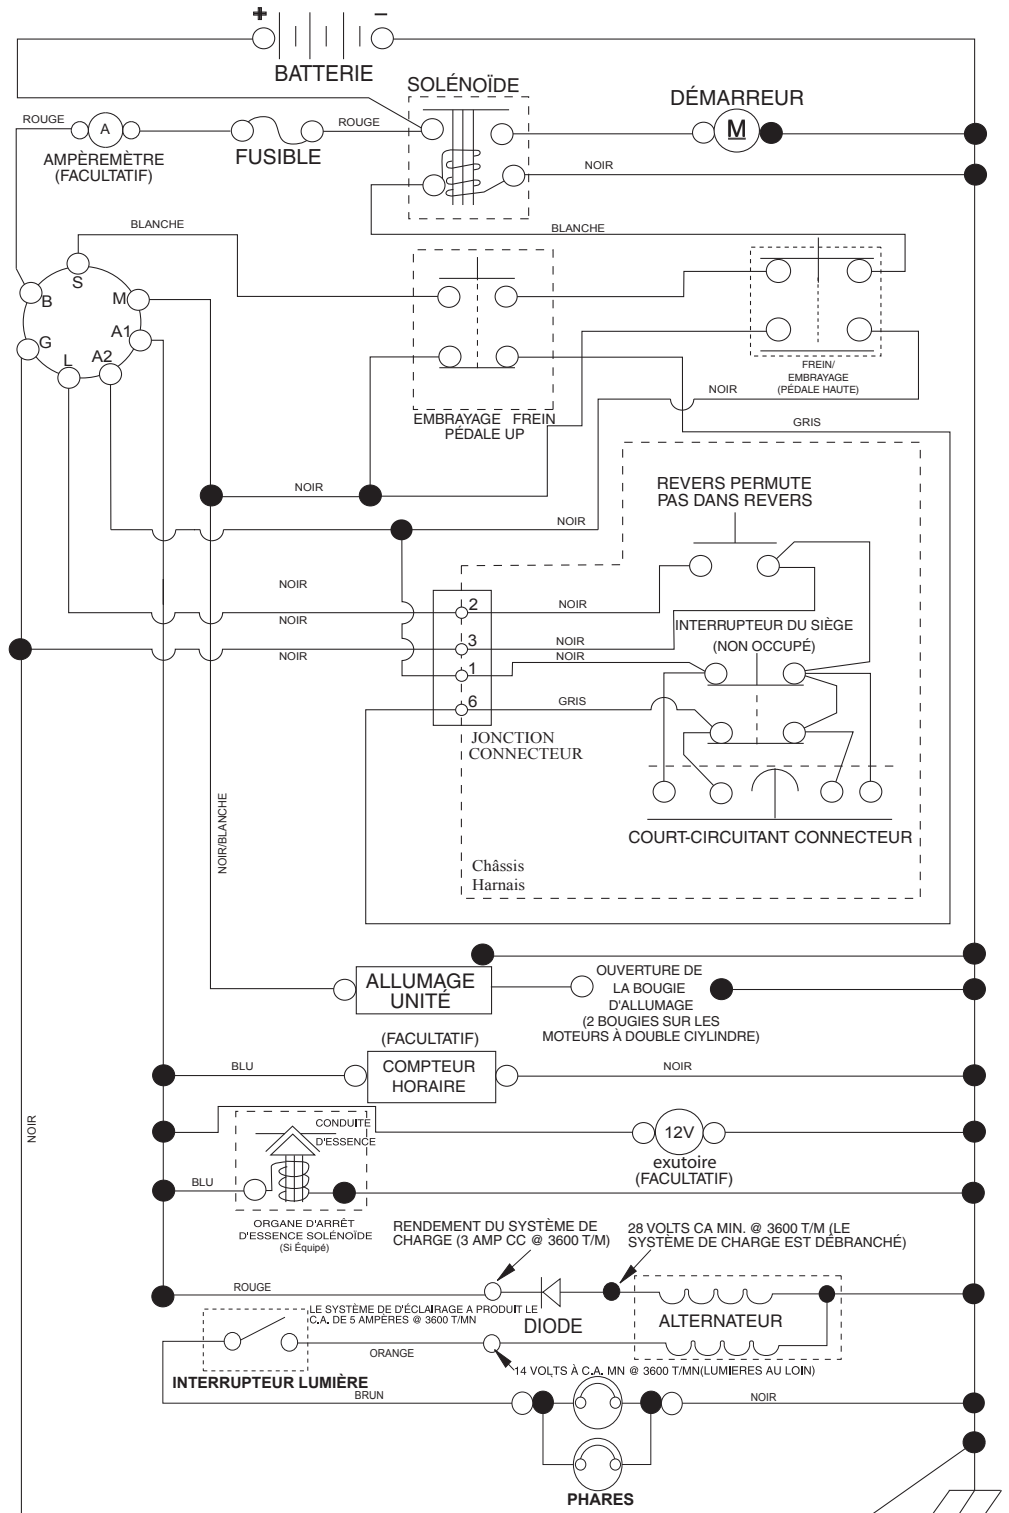 + −
BATTERIE
SOLÉNOÏDE
DÉMARREUR
ROUGE
A
ROUGE
M
AMPÈREMÈTRE
(FACULTATIF)
FUSIBLE
NOIR
BLANCHE
BLANCHE
S
B
M
A1
G
L
A2
FREIN/
EMBRAYAGE
(PÉDALE HAUTE)
NOIR
EMBRAYAGE FREIN
PÉDALE UP
GRIS
REVERS PERMUTE
PAS DANS REVERS
NOIR
NOIR
NOIR
2
NOIR
NOIR
INTERRUPTEUR DU SIÈGE
(NON OCCUPÉ)
3
NOIR
NOIR
NOIR
1
6
GRIS
JONCTION
CONNECTEUR
NOIR/BLANCHE
COURT-CIRCUITANT CONNECTEUR
Châssis
Harnais
ALLUMAGE
UNITÉ
OUVERTURE DE
LA BOUGIE
D'ALLUMAGE
(2 BOUGIES SUR LES
MOTEURS À DOUBLE CIYLINDRE)
(FACULTATIF)
COMPTEUR
HORAIRE
BLU
NOIR
NOIR
CONDUITE
D'ESSENCE
12V
exutoire
(FACULTATIF)
BLU
ORGANE D'ARRÊT
D'ESSENCE SOLÉNOÏDE
(Si Équipé)
RENDEMENT DU SYSTÈME DE
CHARGE (3 AMP CC @ 3600 T/M)
28 VOLTS CA MIN. @ 3600 T/M (LE
SYSTÈME DE CHARGE EST DÉBRANCHÉ)
ROUGE
LE SYSTÈME DE D'ÉCLAIRAGE A PRODUIT LE
C.A. DE 5 AMPÈRES @ 3600 T/MN
DIODE
ALTERNATEUR
ORANGE
14 VOLTS À C.A. MN @ 3600 T/MN(LUMIERES AU LOIN)
INTERRUPTEUR LUMIÈRE
BRUN
NOIR
PHARES